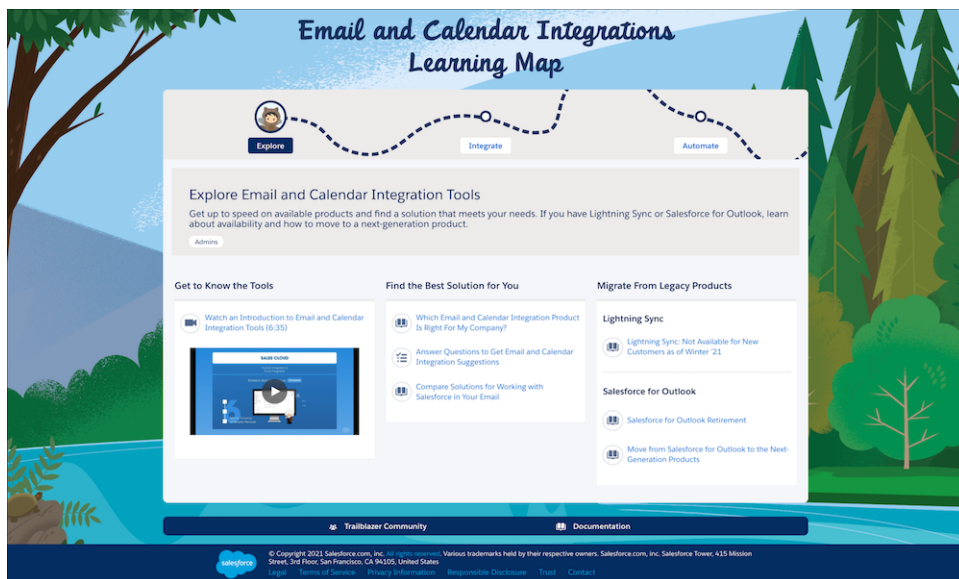 Email and Calendar Integrations
Learning Map
Explore
Integrate
Automate
Explore Email and Calendar Integration Tools
Get up to speed on available products and find a solution that meets your needs. If you have Lightning Sync or Salesforce for Outlook, learn
about availability and how to move to a next-generation product.
Admins
Get to Know the Tools
Watch an Introduction to Email and Calendar
Integration Tools (6:35)
SALES CLOUD
Find the Best Solution for You
Which Email and Calendar Integration Product
Is Right For My Company?
Answer Questions to Get Email and Calendar
Integration Suggestions
Compare Solutions for Working with
Salesforce in Your Email
Migrate From Legacy Products
Lightning Sync
Lightning Sync: Not Available for New
Customers as of Winter '21
Salesforce for Outlook
Salesforce for Outlook Retirement
Move from Salesforce for Outlook to the Next-
Generation Products
Trailblazer Community
Documentation
salesforce
© Copyright 2021 Salesforce.com, inc. All rights reserved. Various trademarks held by their respective owners. Salesforce.com, inc. Salesforce Tower, 415 Mission
Street, 3rd Floor, San Francisco, CA 94105, United States
Legal Terms of Service Privacy Information Responsible Disclosure Trust Contact